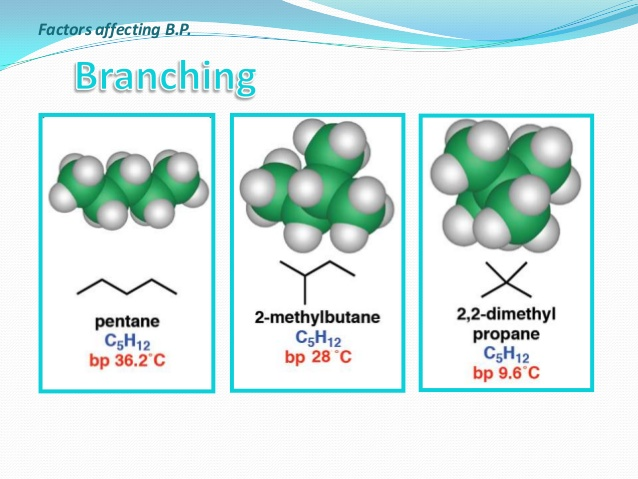 Factors affecting B.P.
Branching
pentane
C₅H₁₂
bp 36.2°C
2-methylbutane
C₅H₁₂
bp 28 °C
2,2-dimethyl
propane
C₅H₁₂
bp 9.6°C